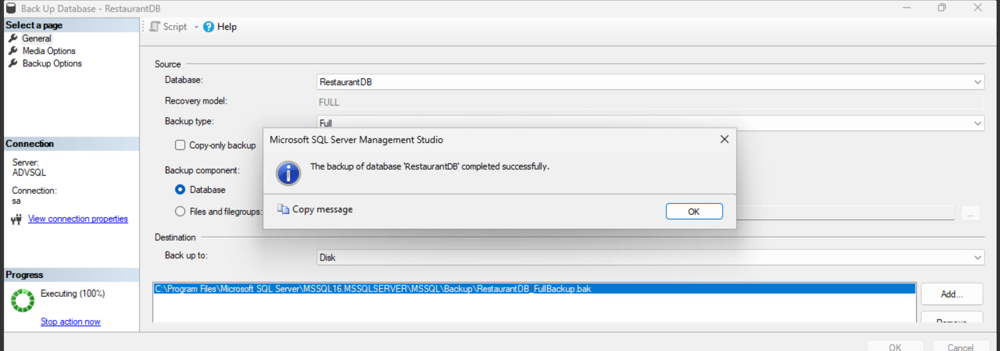 Back Up Database - RestaurantDB
Select a page
General
Media Options
Backup Options
Script
Help
Source
Database:
RestaurantDB
Recovery model:
FULL
Backup type:
Full
Copy-only backup
Backup component:
Database
Files and filegroups:
...
Microsoft SQL Server Management Studio
The backup of database 'RestaurantDB' completed successfully.
Copy message
OK
Connection
Server:
ADVSQL
Connection:
sa
View connection properties
Destination
Back up to:
Disk
C:\Program Files\Microsoft SQL Server\MSSQL16.MSSQLSERVER\MSSQL\Backup\RestaurantDB_FullBackup.bak
Add...
Remove
Progress
Executing (100%)
Stop action now
OK
Cancel